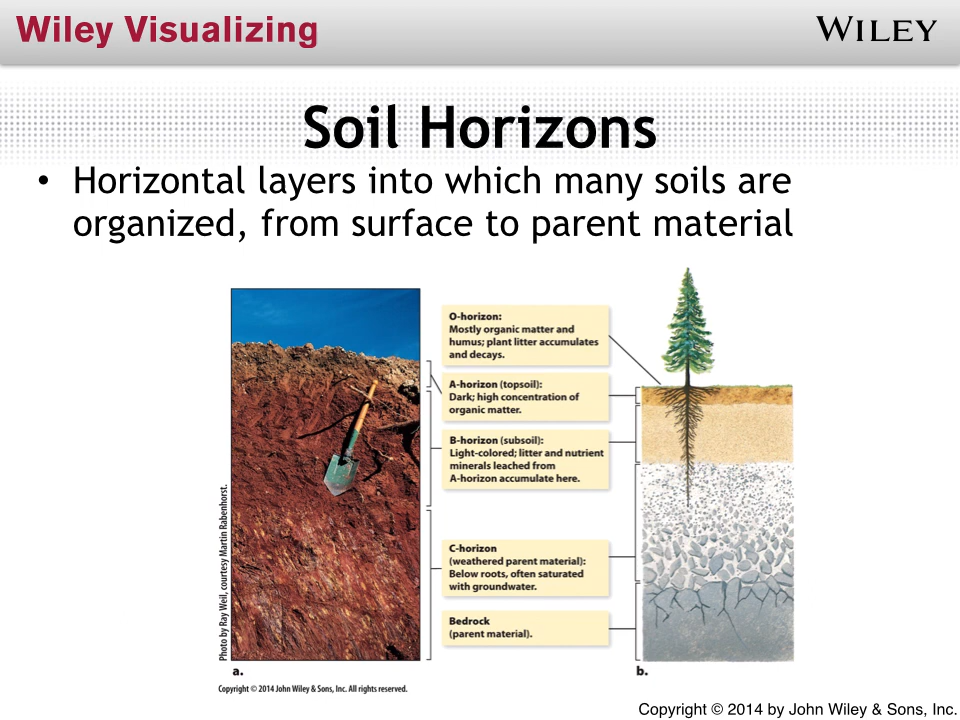 Wiley Visualizing
WILEY
Soil Horizons
• Horizontal layers into which many soils are
organized, from surface to parent material
O-horizon:
Mostly organic matter and
humus; plant litter accumulates
and decays.
A-horizon (topsoil):
Dark; high concentration of
organic matter.
B-horizon (subsoil):
Light-colored; litter and nutrient
minerals leached from
A-horizon accumulate here.
C-horizon
(weathered parent material):
Below roots, often saturated
with groundwater.
Bedrock
(parent material).
Photo by Ray Weil, courtesy Martin Rabenhorst.
a.
b.
Copyright © 2014 John Wiley & Sons, Inc. All rights reserved.
Copyright © 2014 by John Wiley & Sons, Inc.